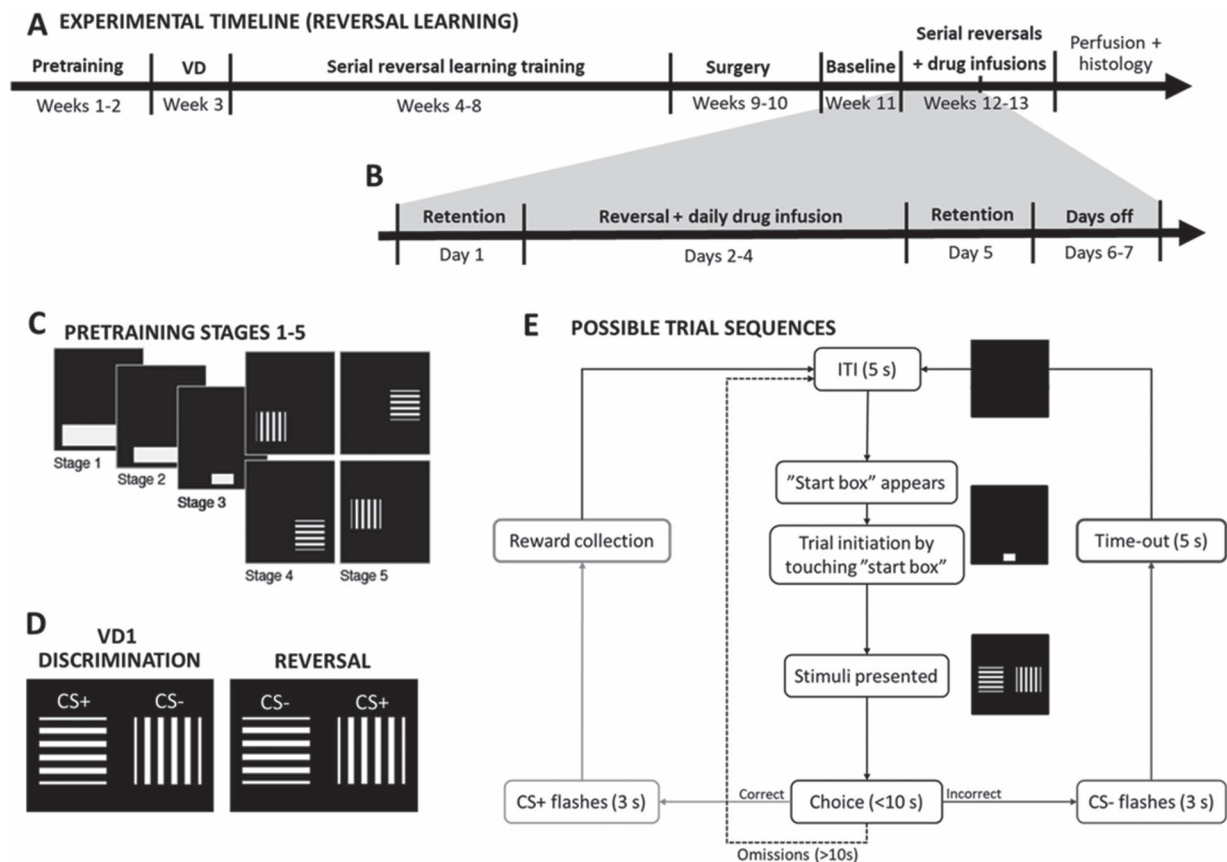 A EXPERIMENTAL TIMELINE (REVERSAL LEARNING)
Pretraining
Weeks 1-2
VD
Week 3
Serial reversal learning training
Weeks 4-8
Surgery
Weeks 9-10
Baseline
Week 11
Serial reversals
+ drug infusions
Weeks 12-13
Perfusion +
histology
B
Retention
Day 1
Reversal + daily drug infusion
Days 2-4
Retention
Day 5
Days off
Days 6-7
C PRETRAINING STAGES 1-5
Stage 1
Stage 2
Stage 3
Stage 4
Stage 5
D
VD1
DISCRIMINATION
CS+ CS-
REVERSAL
CS- CS+
E POSSIBLE TRIAL SEQUENCES
ITI (5 s)
"Start box" appears
Trial initiation by
touching "start box"
Stimuli presented
Choice (<10 s)
Correct
Incorrect
Omissions (>10s)
CS+ flashes (3 s)
Reward collection
CS- flashes (3 s)
Time-out (5 s)